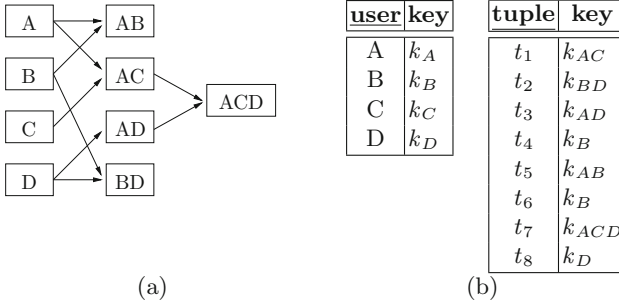 A AB
B AC
C AD
D BD
ACD
(a)
user key
A k_A
B k_B
C k_C
D k_D
tuple key
t_1 k_AC
t_2 k_BD
t_3 k_AD
t_4 k_B
t_5 k_AB
t_6 k_B
t_7 k_ACD
t_8 k_D
(b)